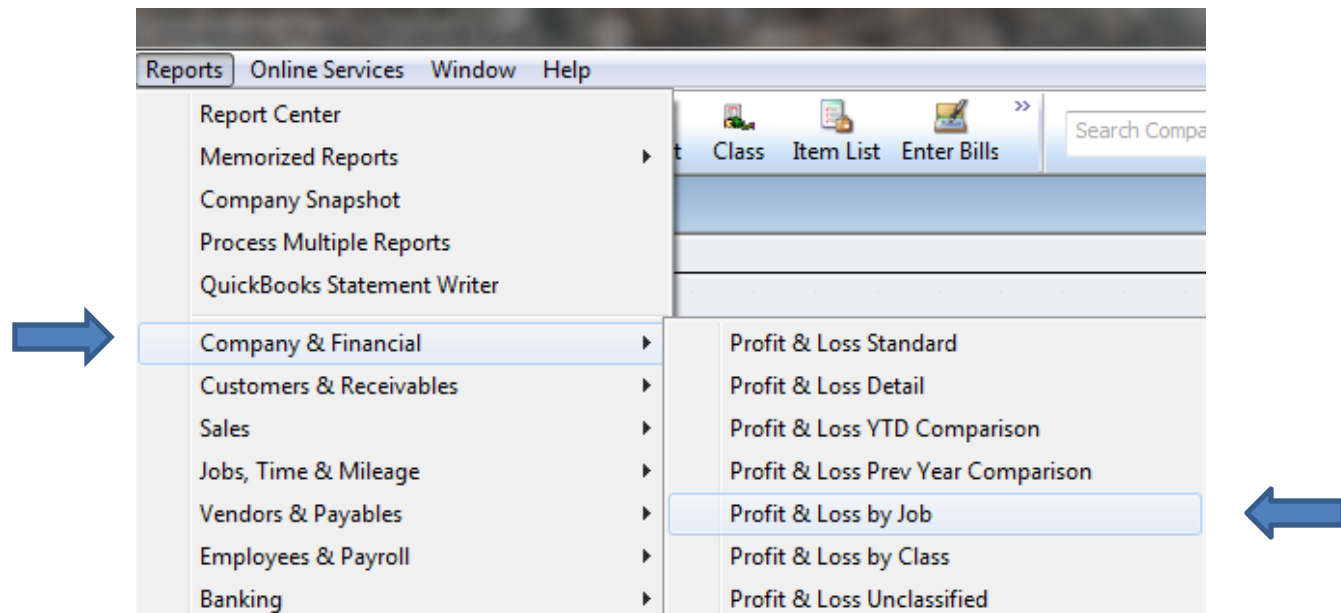 Reports Online Services Window Help
Report Center
Memorized Reports
Company Snapshot
Process Multiple Reports
QuickBooks Statement Writer
Company & Financial
Customers & Receivables
Sales
Jobs, Time & Mileage
Vendors & Payables
Employees & Payroll
Banking
t Class Item List Enter Bills
Search Compa
Profit & Loss Standard
Profit & Loss Detail
Profit & Loss YTD Comparison
Profit & Loss Prev Year Comparison
Profit & Loss by Job
Profit & Loss by Class
Profit & Loss Unclassified